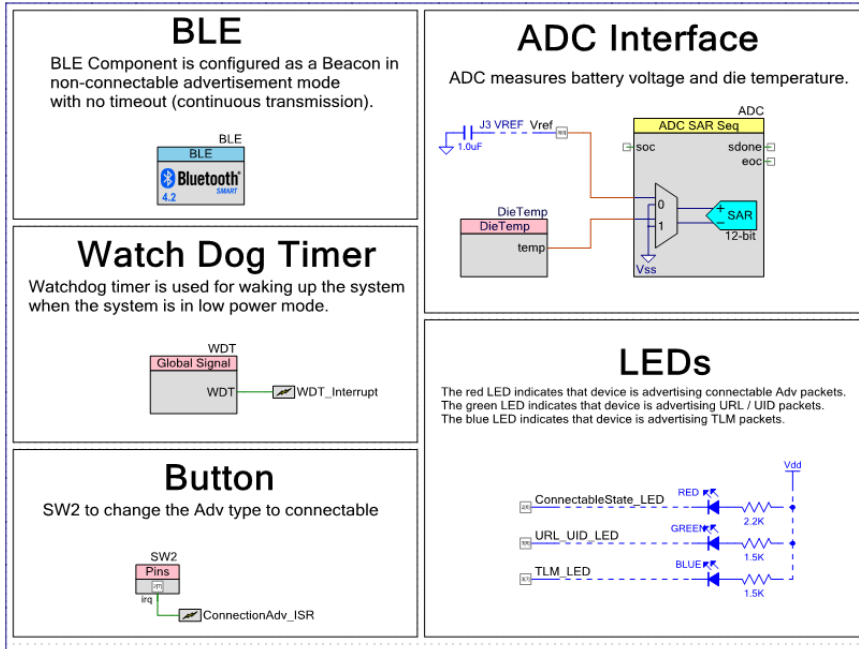 BLE
BLE Component is configured as a Beacon in
non-connectable advertisement mode
with no timeout (continuous transmission).
BLE
BLE
Bluetooth®
SMART
4.2
Watch Dog Timer
Watchdog timer is used for waking up the system
when the system is in low power mode.
WDT
Global Signal
WDT
WDT_Interrupt
Button
SW2 to change the Adv type to connectable
SW2
Pins
irq
ConnectionAdv_ISR
ADC Interface
ADC measures battery voltage and die temperature.
ADC
ADC SAR Seq
J3 VREF
Vref
1.0uF
soc
sdone
eoc
0
1
+
−
SAR
12-bit
Vss
DieTemp
DieTemp
temp
LEDs
The red LED indicates that device is advertising connectable Adv packets.
The green LED indicates that device is advertising URL / UID packets.
The blue LED indicates that device is advertising TLM packets.
Vdd
ConnectableState_LED
RED
2.2K
URL_UID_LED
GREEN
1.5K
TLM_LED
BLUE
1.5K